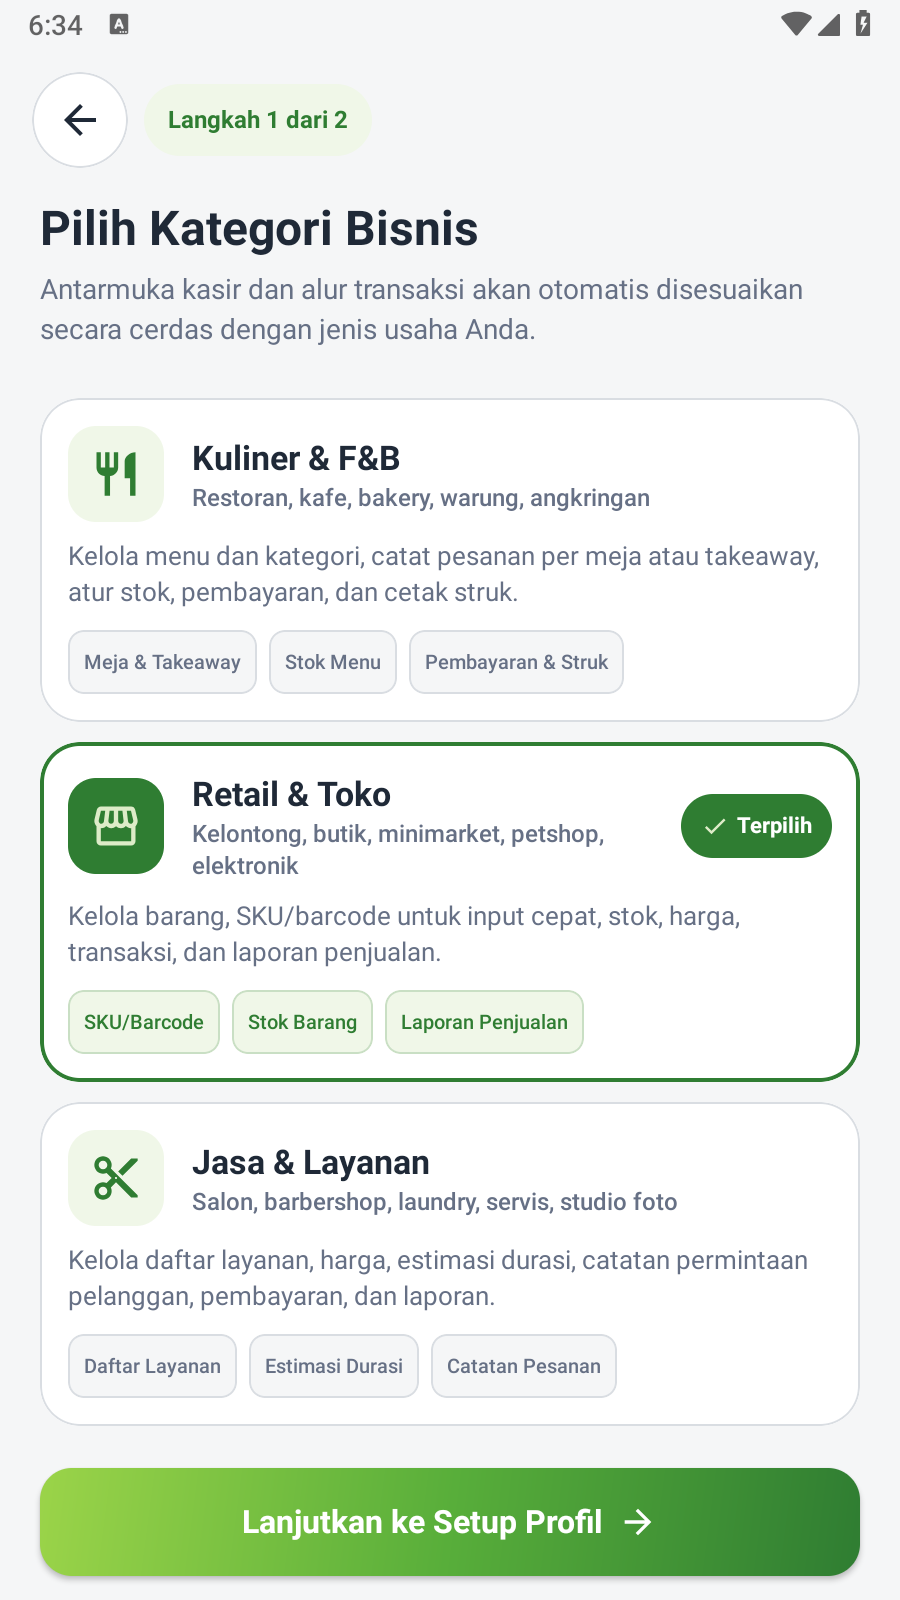 6:34
Langkah 1 dari 2
Pilih Kategori Bisnis
Antarmuka kasir dan alur transaksi akan otomatis disesuaikan
secara cerdas dengan jenis usaha Anda.
Kuliner & F&B
Restoran, kafe, bakery, warung, angkringan
Kelola menu dan kategori, catat pesanan per meja atau takeaway,
atur stok, pembayaran, dan cetak struk.
Meja & Takeaway
Stok Menu
Pembayaran & Struk
Retail & Toko
Kelontong, butik, minimarket, petshop,
elektronik
Terpilih
Kelola barang, SKU/barcode untuk input cepat, stok, harga,
transaksi, dan laporan penjualan.
SKU/Barcode
Stok Barang
Laporan Penjualan
Jasa & Layanan
Salon, barbershop, laundry, servis, studio foto
Kelola daftar layanan, harga, estimasi durasi, catatan permintaan
pelanggan, pembayaran, dan laporan.
Daftar Layanan
Estimasi Durasi
Catatan Pesanan
Lanjutkan ke Setup Profil